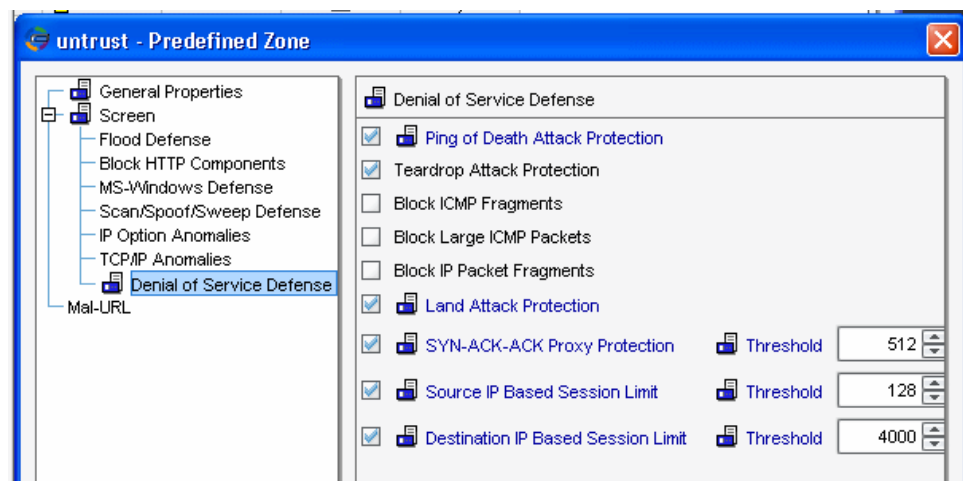 untrust - Predefined Zone
General Properties
Screen
Flood Defense
Block HTTP Components
MS-Windows Defense
Scan/Spoof/Sweep Defense
IP Option Anomalies
TCP/IP Anomalies
Denial of Service Defense
Mal-URL
Denial of Service Defense
Ping of Death Attack Protection
Teardrop Attack Protection
Block ICMP Fragments
Block Large ICMP Packets
Block IP Packet Fragments
Land Attack Protection
SYN-ACK-ACK Proxy Protection Threshold 512
Source IP Based Session Limit Threshold 128
Destination IP Based Session Limit Threshold 4000